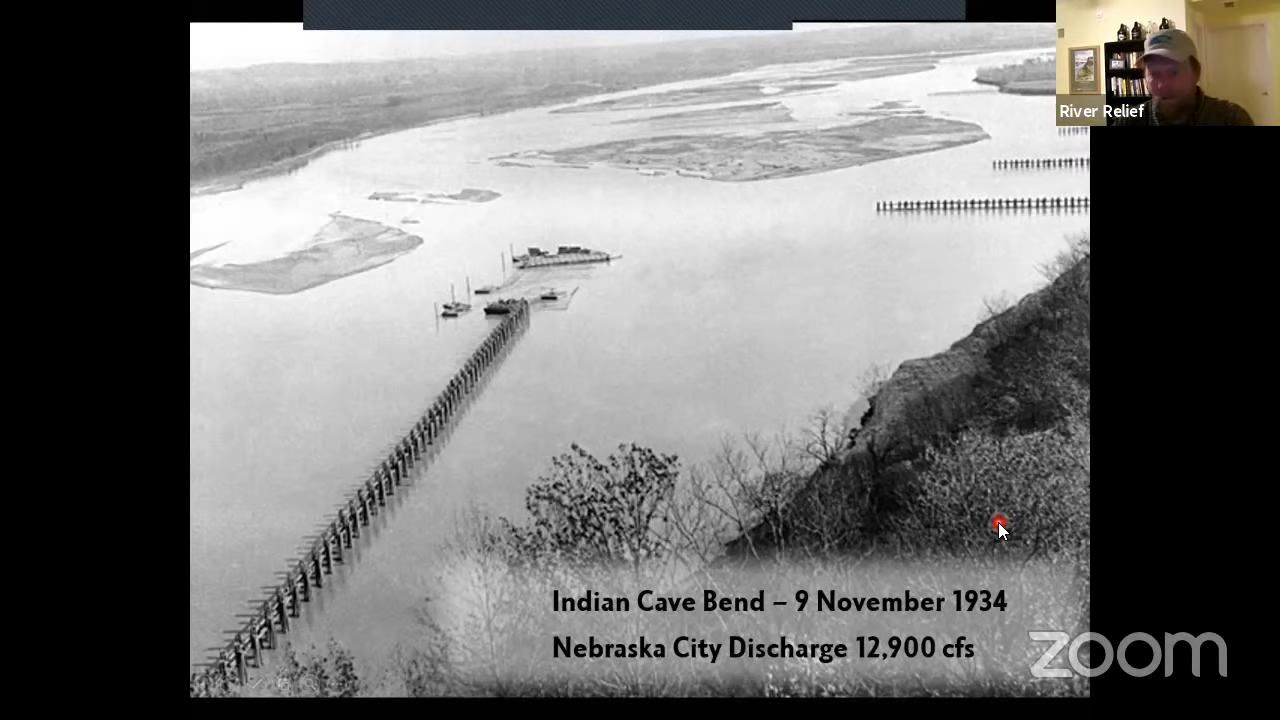 River Relief
Indian Cave Bend – 9 November 1934
Nebraska City Discharge 12,900 cfs
zoom